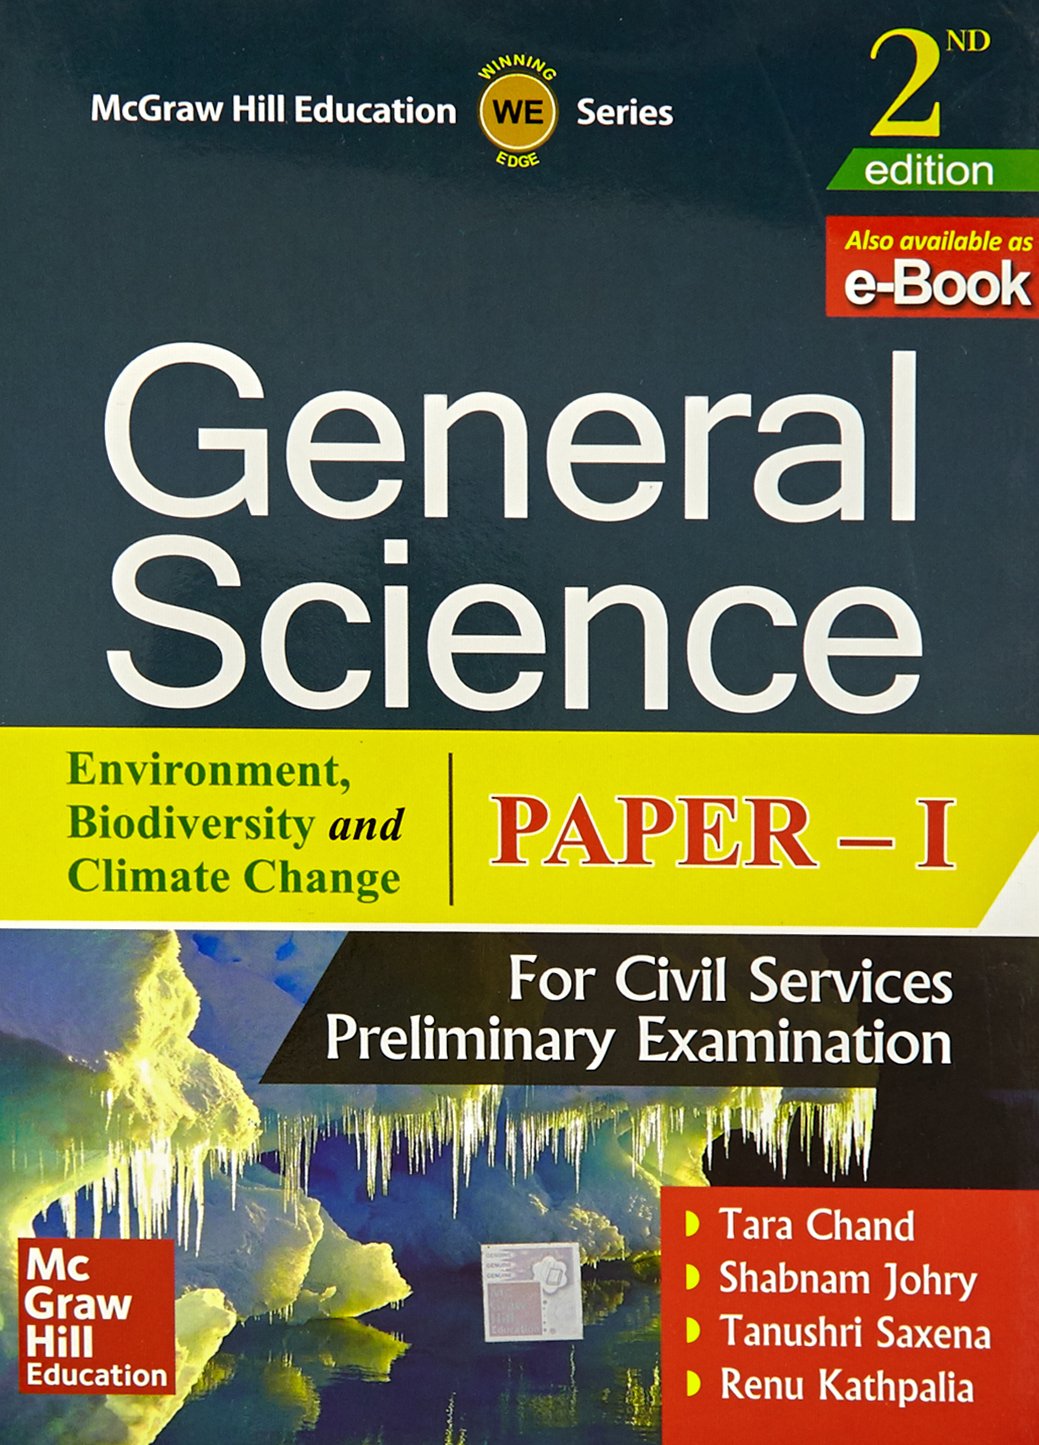 McGraw Hill Education WINNING WE EDGE Series
2ND
edition
Also available as
e-Book
General
Science
Environment,
Biodiversity and
Climate Change
PAPER – I
For Civil Services
Preliminary Examination
Tara Chand
Shabnam Johry
Tanushri Saxena
Renu Kathpalia
Mc
Graw
Hill
Education